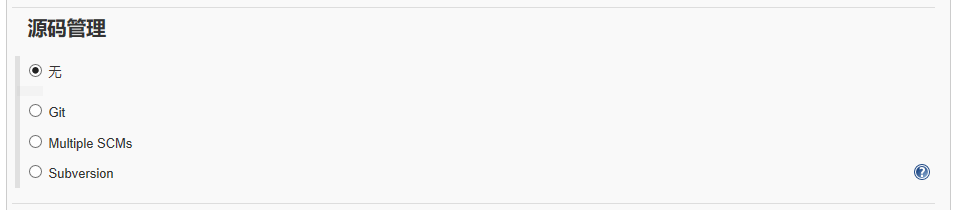 源码管理
无
Git
Multiple SCMs
Subversion
?